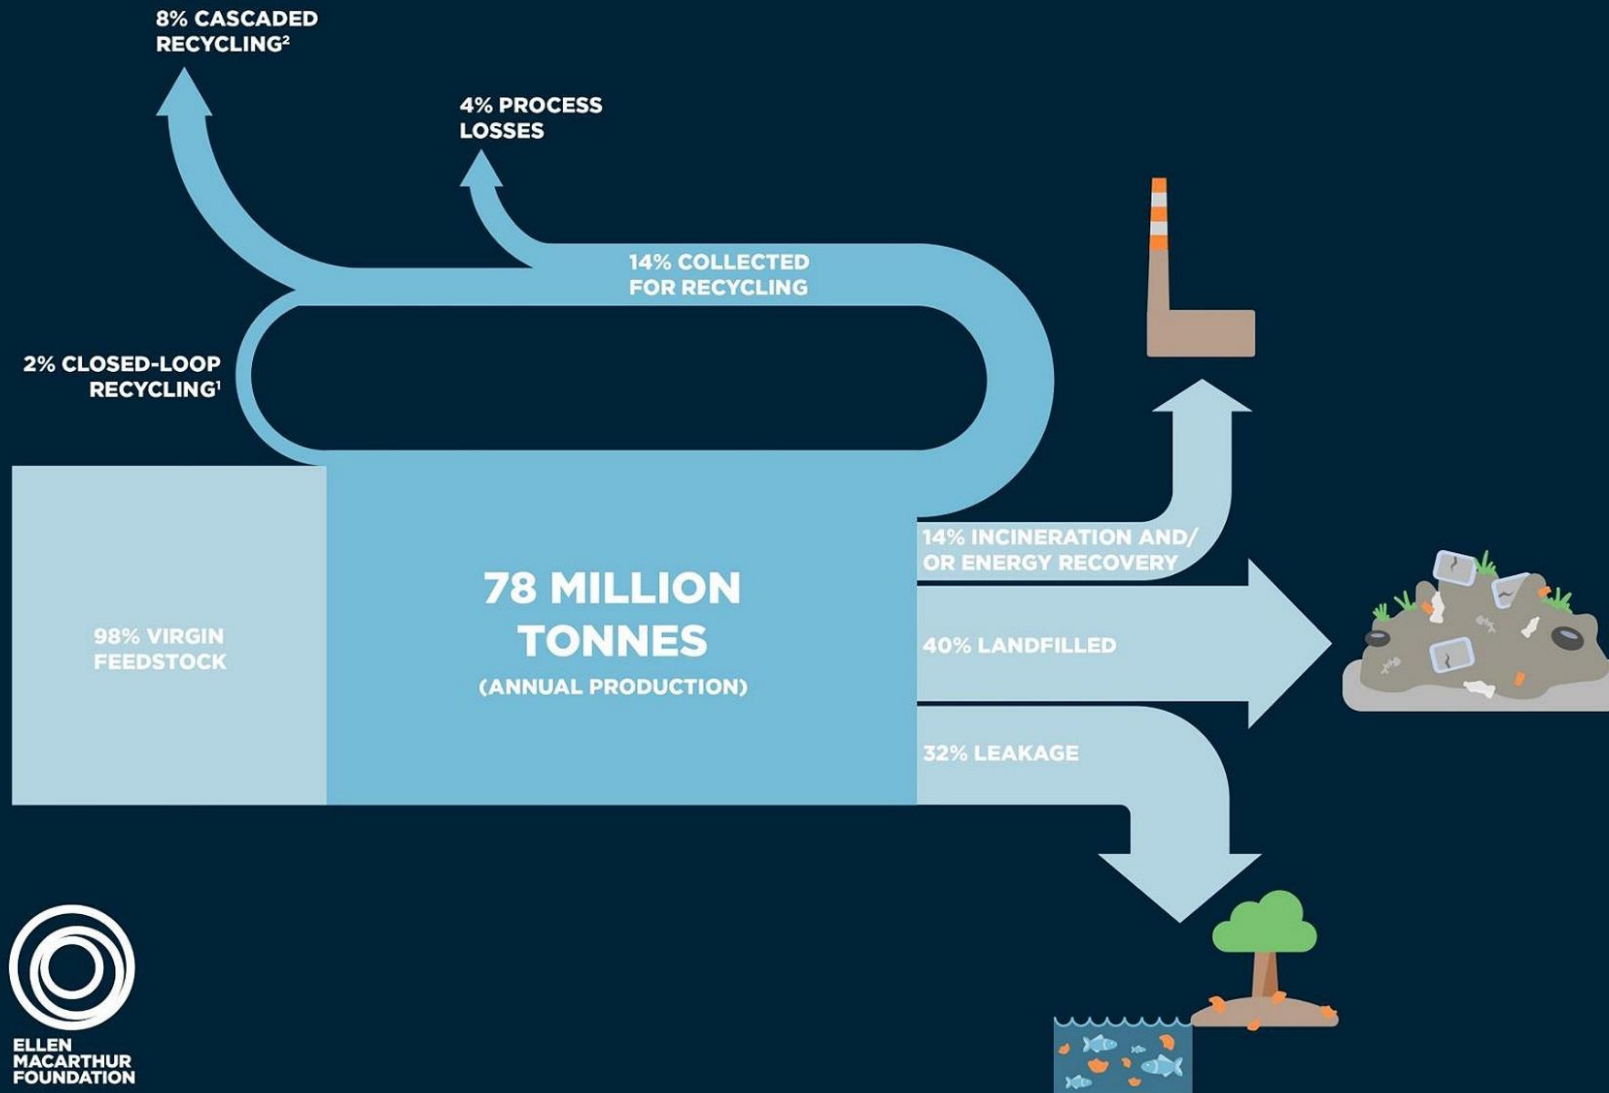 8% CASCADED
RECYCLING²
4% PROCESS
LOSSES
14% COLLECTED
FOR RECYCLING
2% CLOSED-LOOP
RECYCLING¹
98% VIRGIN
FEEDSTOCK
78 MILLION
TONNES
(ANNUAL PRODUCTION)
14% INCINERATION AND/
OR ENERGY RECOVERY
40% LANDFILLED
32% LEAKAGE
ELLEN
MACARTHUR
FOUNDATION